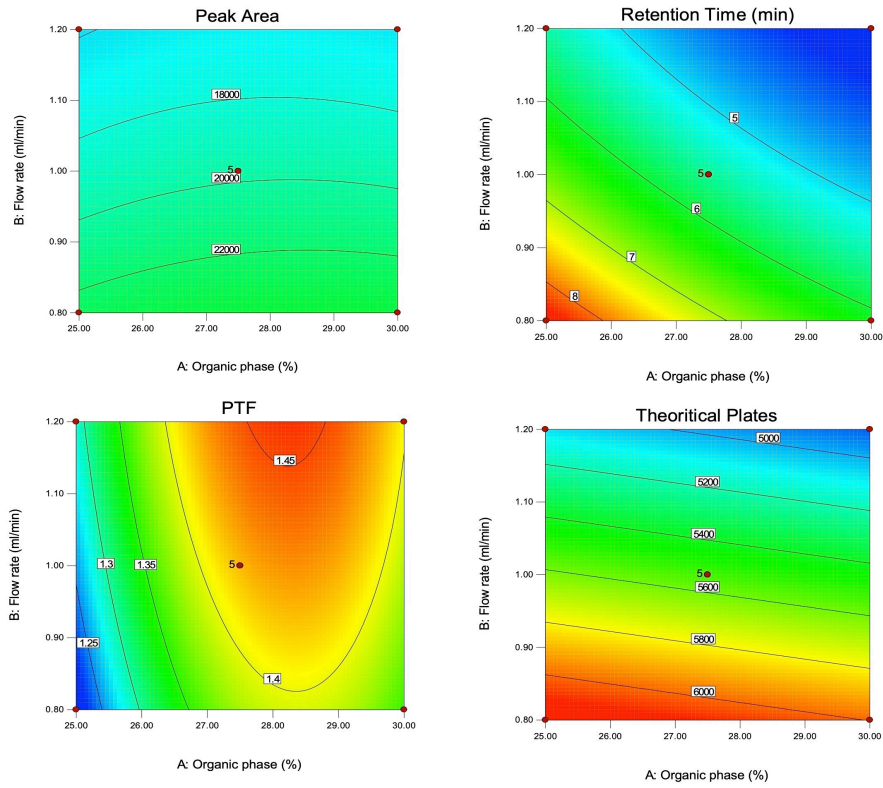 Peak Area
1.20
1.10
1.00
0.90
0.80
B: Flow rate (ml/min)
18000
5
20000
22000
25.00 26.00 27.00 28.00 29.00 30.00
A: Organic phase (%)
Retention Time (min)
1.20
1.10
1.00
0.90
0.80
B: Flow rate (ml/min)
5
5
6
7
8
25.00 26.00 27.00 28.00 29.00 30.00
A: Organic phase (%)
PTF
1.20
1.10
1.00
0.90
0.80
B: Flow rate (ml/min)
1.45
1.3
1.35
5
1.25
1.4
25.00 26.00 27.00 28.00 29.00 30.00
A: Organic phase (%)
Theoritical Plates
1.20
1.10
1.00
0.90
0.80
B: Flow rate (ml/min)
5000
5200
5400
5
5600
5800
6000
25.00 26.00 27.00 28.00 29.00 30.00
A: Organic phase (%)